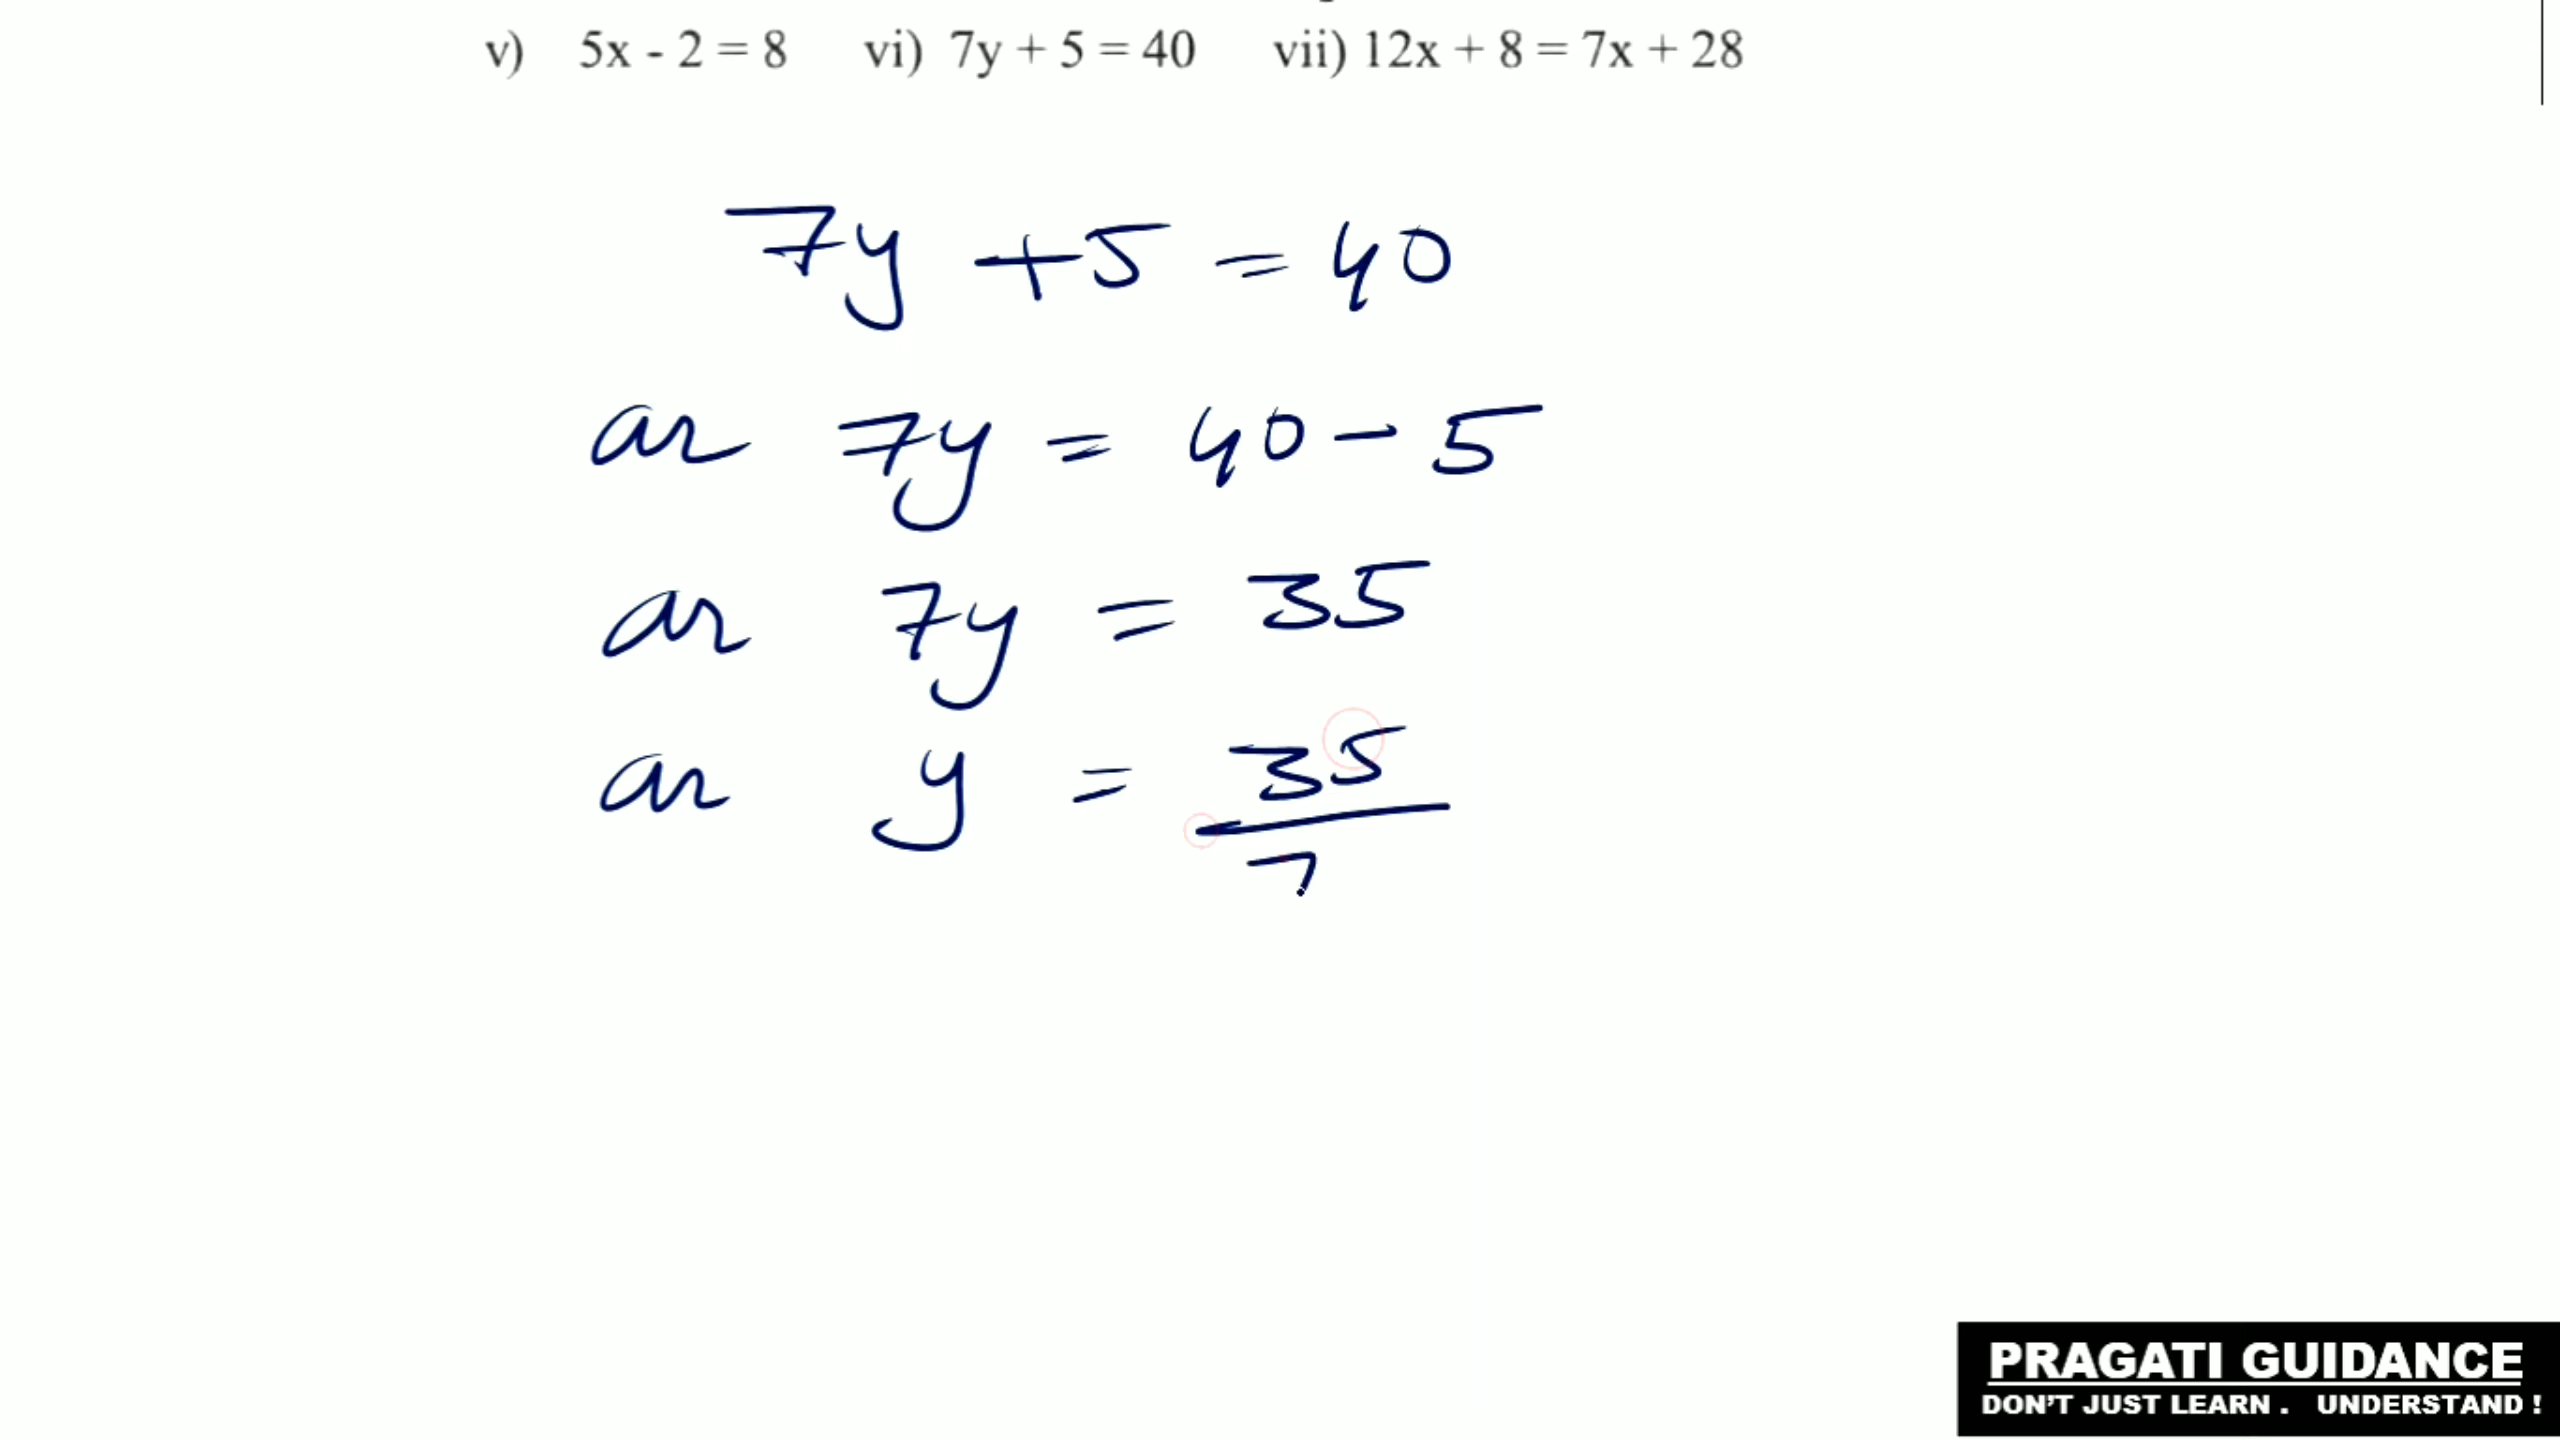 v) 5x - 2 = 8 vi) 7y + 5 = 40 vii) 12x + 8 = 7x + 28
7y + 5 = 40
or 7y = 40 - 5
or 7y = 35
or y = 35/7
PRAGATI GUIDANCE
DON'T JUST LEARN . UNDERSTAND !